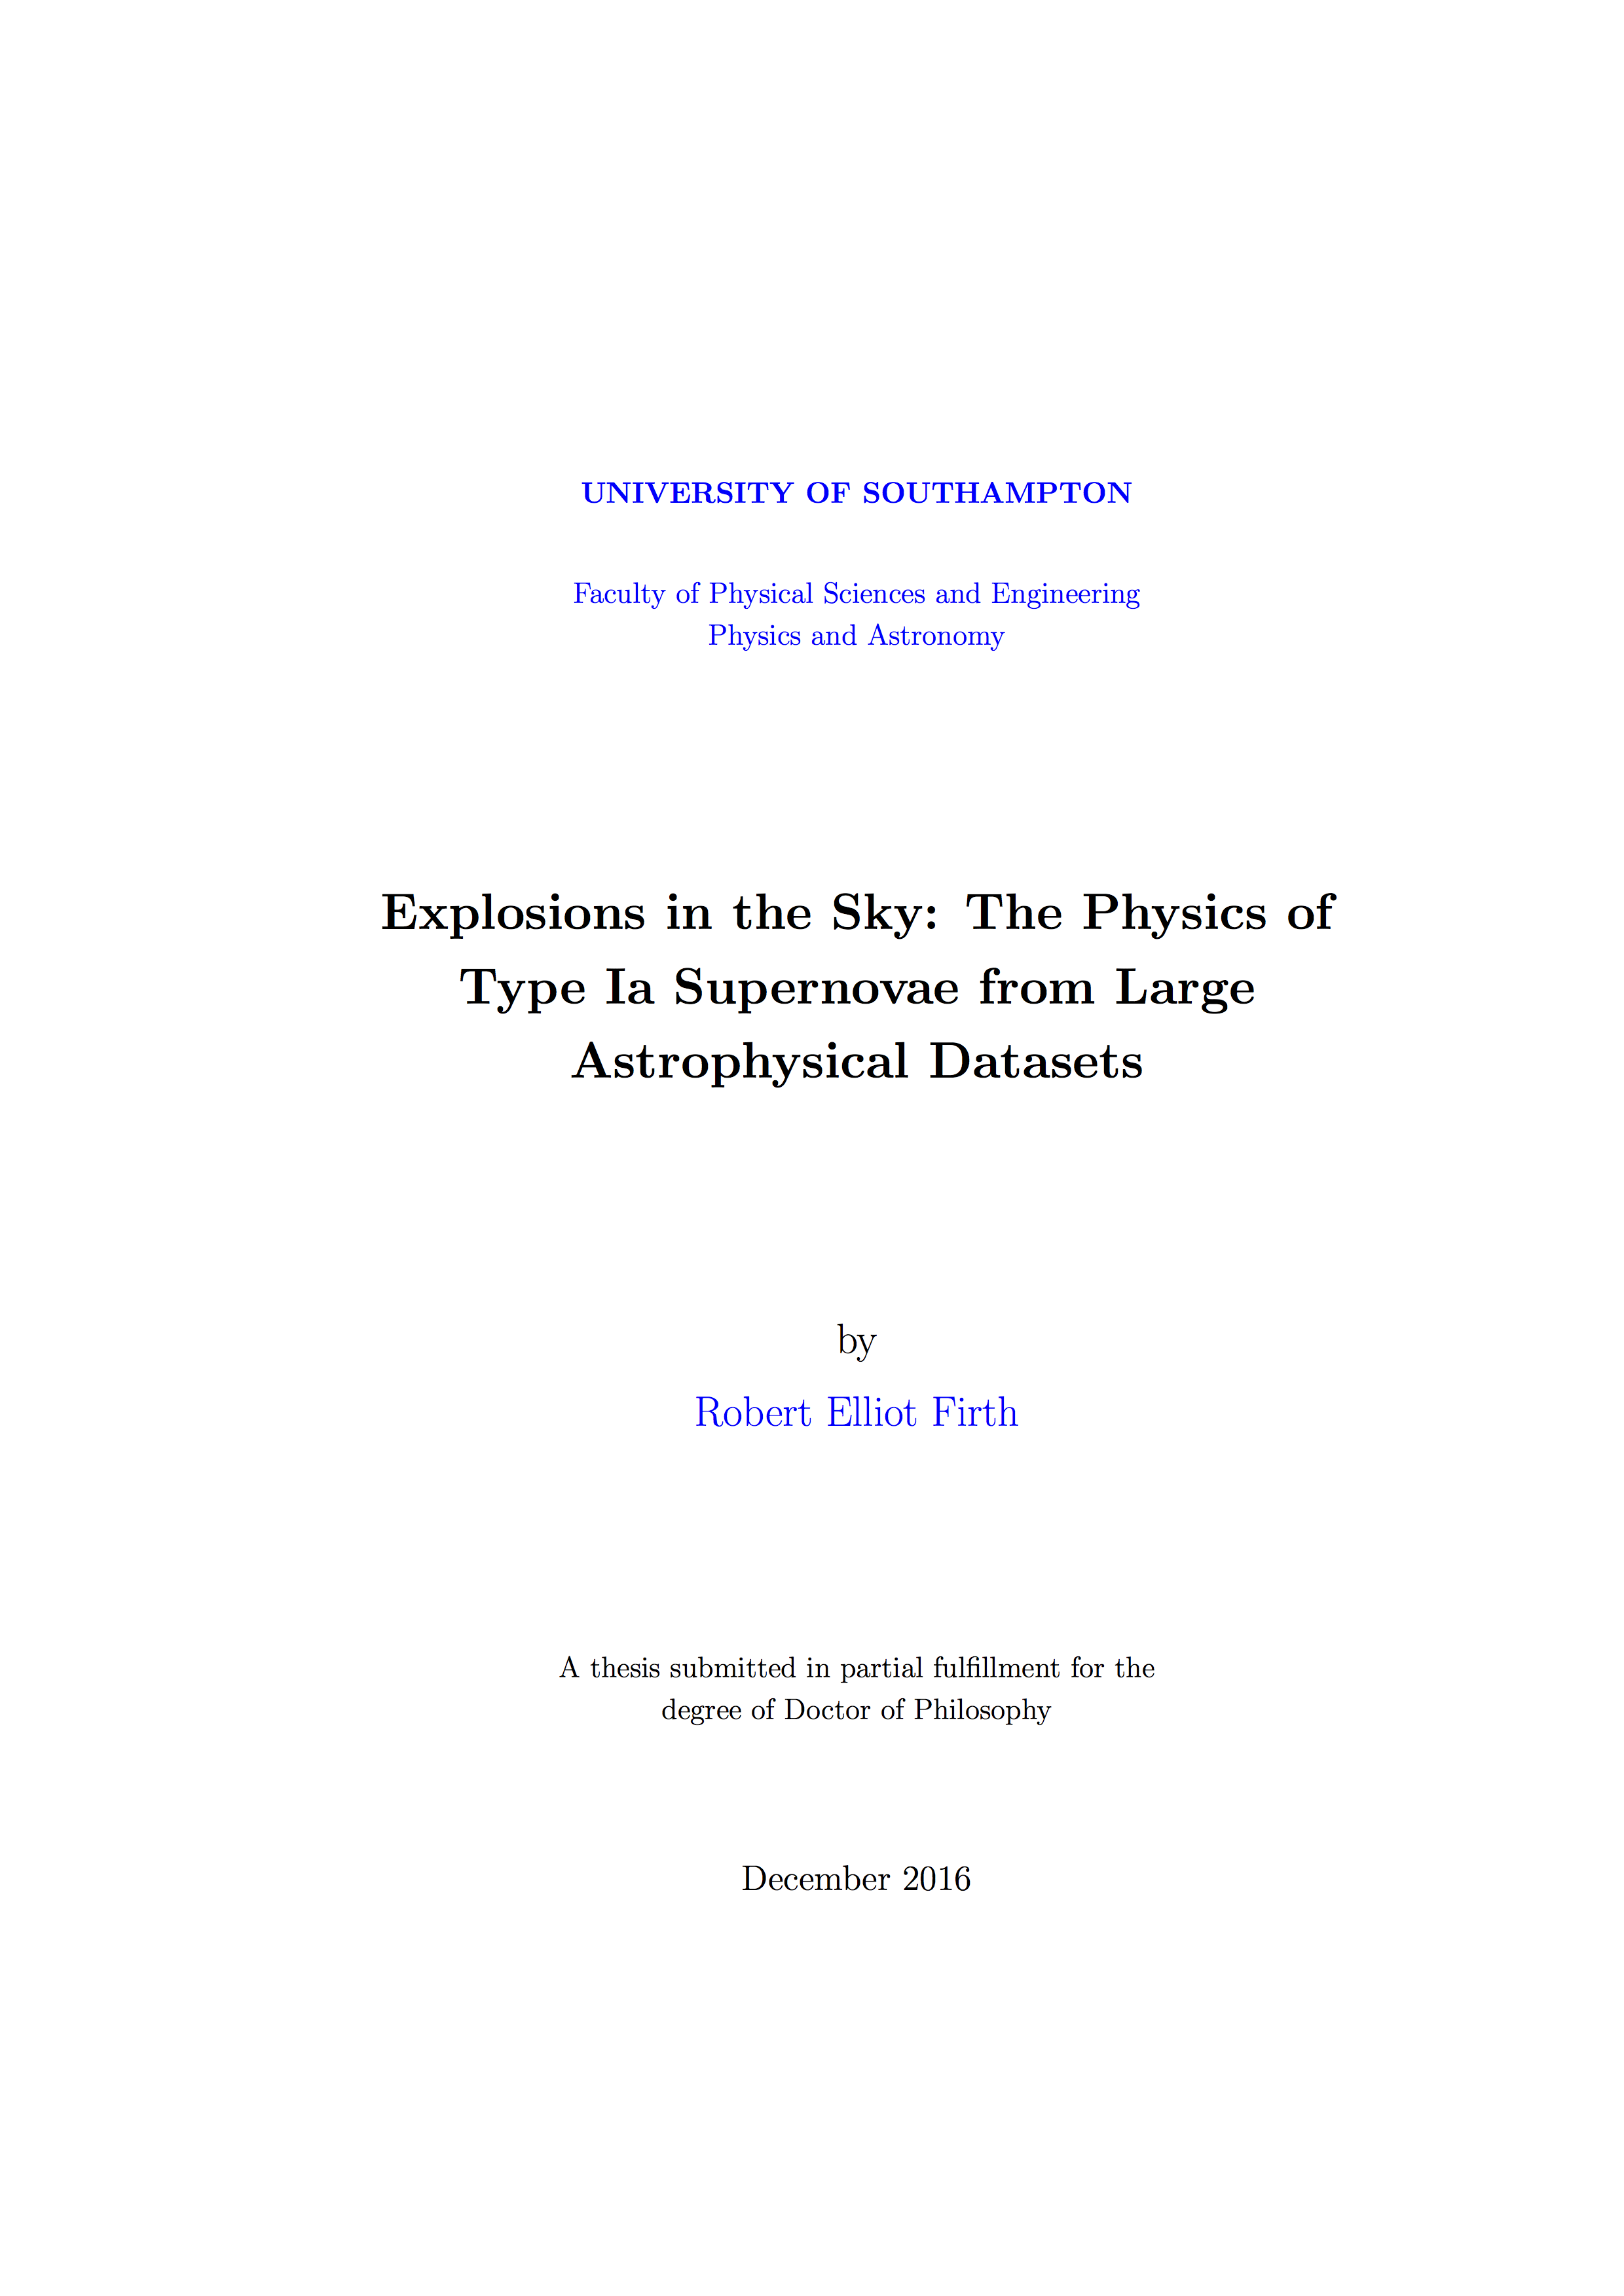 UNIVERSITY OF SOUTHAMPTON
Faculty of Physical Sciences and Engineering
Physics and Astronomy
Explosions in the Sky: The Physics of
Type Ia Supernovae from Large
Astrophysical Datasets
by
Robert Elliot Firth
A thesis submitted in partial fulfillment for the
degree of Doctor of Philosophy
December 2016